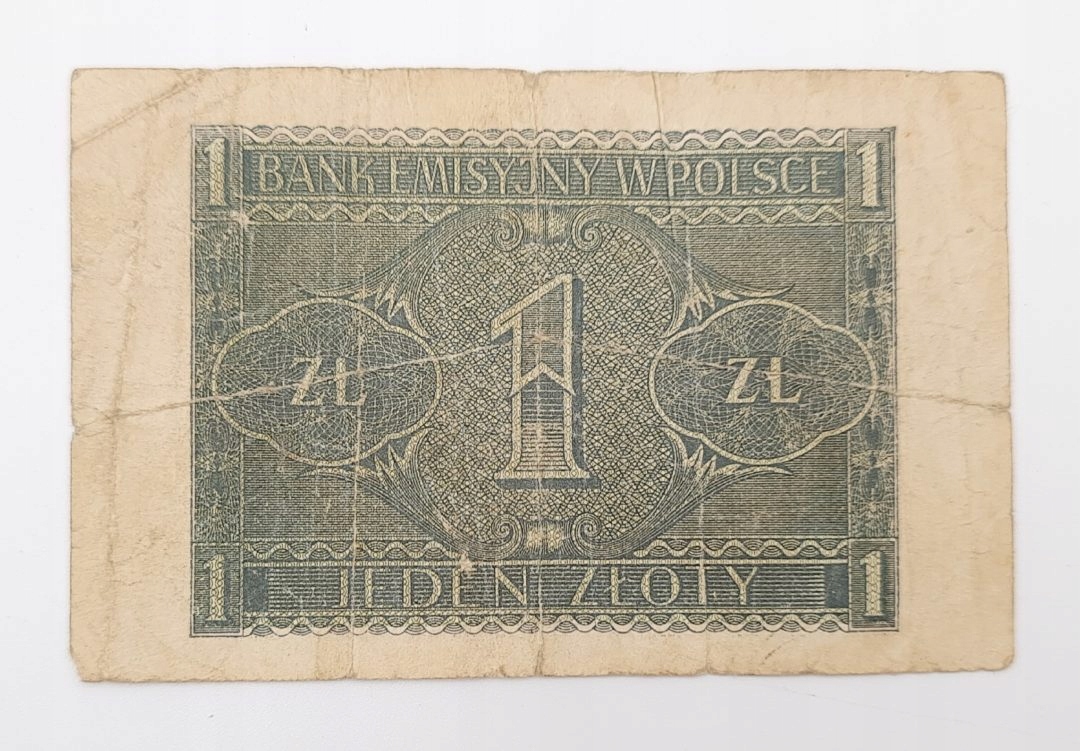 1 BANK EMISYJNY W POLSCE 1
ZŁ 1 ZŁ
1 JEDEN ZŁOTY 1